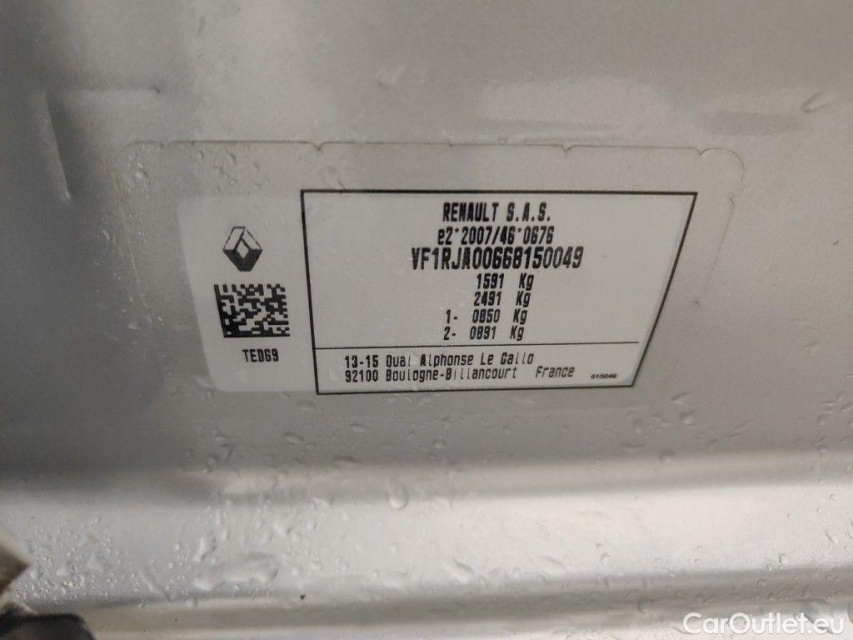 RENAULT S.A.S.
e2*2007/46*0676
VF1RJA00668150049
1591 Kg
2491 Kg
1- 0850 Kg
2- 0891 Kg
TED69
13-15 Quai Alphonse Le Gallo
92100 Boulogne-Billancourt France
CarOutlet.eu